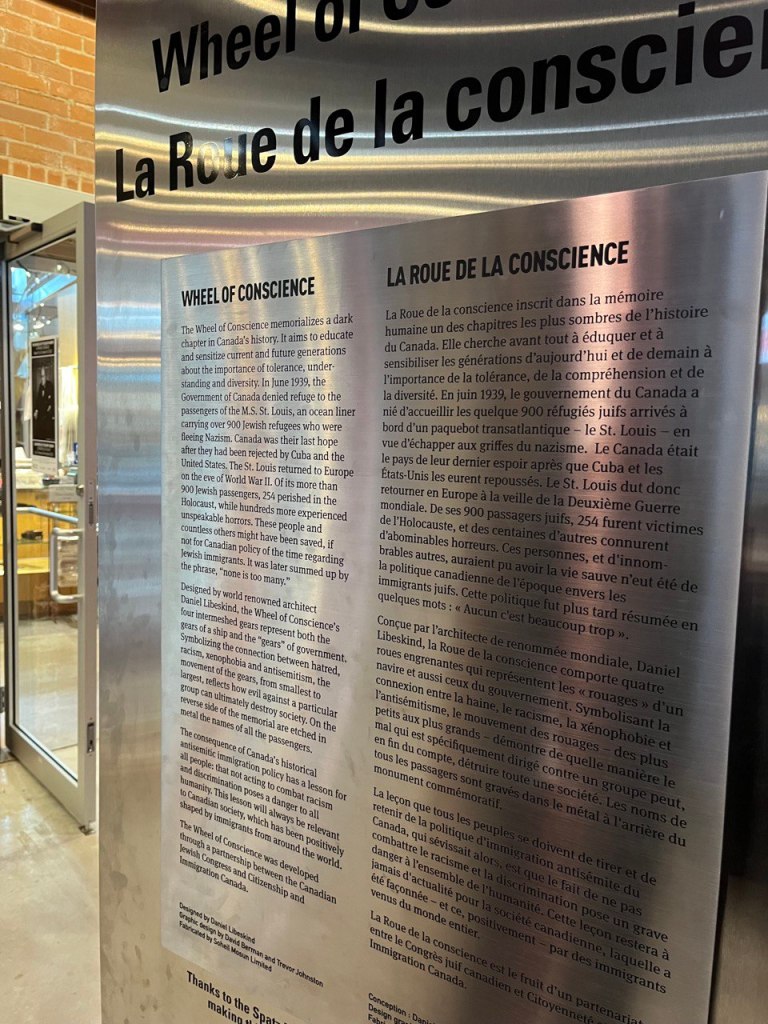 Wheel of
La Roue de la conscie
WHEEL OF CONSCIENCE
The Wheel of Conscience memorializes a dark
chapter in Canada's history. It aims to educate
and sensitize current and future generations
about the importance of tolerance, under-
standing and diversity. In June 1939, the
Government of Canada denied refuge to the
passengers of the M.S. St. Louis, an ocean liner
carrying over 900 Jewish refugees who were
fleeing Nazism. Canada was their last hope
after they had been rejected by Cuba and the
United States. The St. Louis returned to Europe
on the eve of World War II. Of its more than
900 Jewish passengers, 254 perished in the
Holocaust, while hundreds more experienced
unspeakable horrors. These people and
countless others might have been saved, if
not for Canadian policy of the time regarding
Jewish immigrants. It was later summed up by
the phrase, "none is too many."
Designed by world renowned architect
Daniel Libeskind, the Wheel of Conscience's
four intermeshed gears represent both the
gears of a ship and the "gears" of government.
Symbolizing the connection between hatred,
racism, xenophobia and antisemitism, the
movement of the gears, from smallest to
largest, reflects how evil against a particular
group can ultimately destroy society. On the
reverse side of the memorial are etched in
metal the names of all the passengers.
The consequence of Canada's historical
antisemitic immigration policy has a lesson for
all people: that not acting to combat racism
and discrimination poses a danger to all
humanity. This lesson will always be relevant
to Canadian society, which has been positively
shaped by immigrants from around the world.
The Wheel of Conscience was developed
through a partnership between the Canadian
Jewish Congress and Citizenship and
Immigration Canada.
Designed by Daniel Libeskind
Graphic design by David Berman and Trevor Johnston
Fabricated by Soheil Mosun Limited
Thanks to the
making
LA ROUE DE LA CONSCIENCE
La Roue de la conscience inscrit dans la mémoire
humaine un des chapitres les plus sombres de l'histoire
du Canada. Elle cherche avant tout à éduquer et à
sensibiliser les générations d'aujourd'hui et de demain à
l'importance de la tolérance, de la compréhension et de
la diversité. En juin 1939, le gouvernement du Canada a
nié d'accueillir les quelque 900 réfugiés juifs arrivés à
bord d'un paquebot transatlantique – le St. Louis – en
vue d'échapper aux griffes du nazisme. Le Canada était
le pays de leur dernier espoir après que Cuba et les
États-Unis les eurent repoussés. Le St. Louis dut donc
retourner en Europe à la veille de la Deuxième Guerre
mondiale. De ses 900 passagers juifs, 254 furent victimes
de l'Holocauste, et des centaines d'autres connurent
d'abominables horreurs. Ces personnes, et d'innom-
brables autres, auraient pu avoir la vie sauve n'eut été de
la politique canadienne de l'époque envers les
immigrants juifs. Cette politique fut plus tard résumée en
quelques mots : « Aucun c'est beaucoup trop ».
Conçue par l'architecte de renommée mondiale, Daniel
Libeskind, la Roue de la conscience comporte quatre
roues engrenantes qui représentent les « rouages » d'un
navire et aussi ceux du gouvernement. Symbolisant la
connexion entre la haine, le racisme, la xénophobie et
l'antisémitisme, le mouvement des rouages – des plus
petits aux plus grands – démontre de quelle manière le
mal qui est spécifiquement dirigé contre un groupe peut,
en fin du compte, détruire toute une société. Les noms de
tous les passagers sont gravés dans le métal à l'arrière du
monument commémoratif.
La leçon que tous les peuples se doivent de tirer et de
retenir de la politique d'immigration antisémite du
Canada, qui sévissait alors, est que le fait de ne pas
combattre le racisme et la discrimination pose un grave
danger à l'ensemble de l'humanité. Cette leçon restera à
jamais d'actualité pour la société canadienne, laquelle a
été façonnée – et ce, positivement – par des immigrants
venus du monde entier.
La Roue de la conscience est le fruit d'un partenariat
entre le Congrès juif canadien et Citoyenneté
Immigration Canada.
Conception :
Design